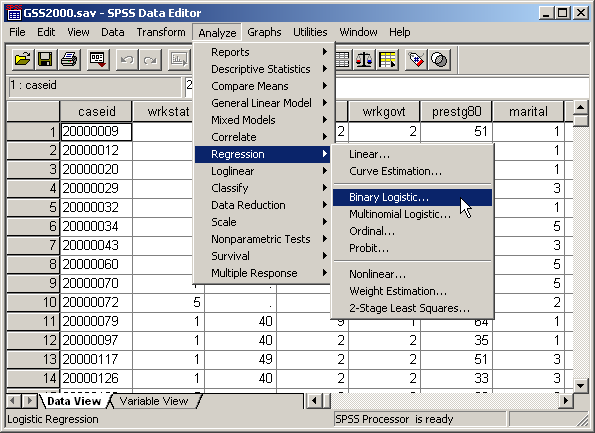 GSS2000.sav - SPSS Data Editor
File Edit View Data Transform Analyze Graphs Utilities Window Help
1 : caseid 2
caseid wrkstat wrkgovt prestg80 marital
1 20000009 2 2 51 1
2 20000012 1
3 20000020 1
4 20000029 3
5 20000032 5
6 20000034 5
7 20000043 3
8 20000060 5
9 20000070 5
10 20000072 5 . 2
11 20000079 1 40 9 1 64 1
12 20000097 1 40 2 2 35 1
13 20000117 1 49 2 2 51 3
14 20000126 1 40 2 2 33 3
Reports
Descriptive Statistics
Compare Means
General Linear Model
Mixed Models
Correlate
Regression
Loglinear
Classify
Data Reduction
Scale
Nonparametric Tests
Survival
Multiple Response
Linear...
Curve Estimation...
Binary Logistic...
Multinomial Logistic...
Ordinal...
Probit...
Nonlinear...
Weight Estimation...
2-Stage Least Squares...
Data View Variable View
Logistic Regression SPSS Processor is ready